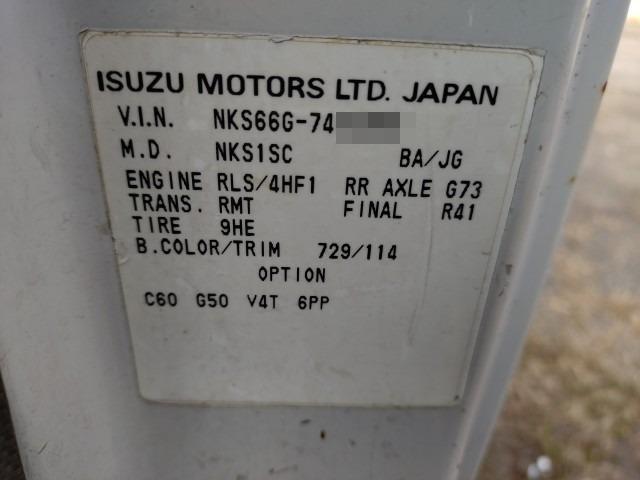 ISUZU MOTORS LTD. JAPAN
V.I.N. NKS66G-74
M.D. NKS1SC BA/JG
ENGINE RLS/4HF1 RR AXLE G73
TRANS. RMT FINAL R41
TIRE 9HE
B.COLOR/TRIM 729/114
OPTION
C60 G50 V4T 6PP